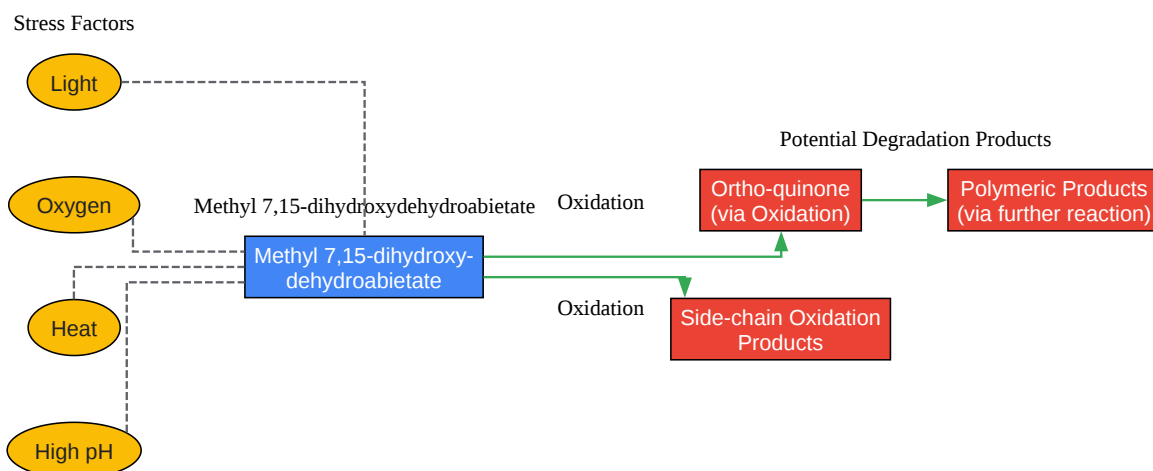 Stress Factors
Light
Potential Degradation Products
Oxygen
Methyl 7,15-dihydroxydehydroabietate
Oxidation
Ortho-quinone
(via Oxidation)
Polymeric Products
(via further reaction)
Methyl 7,15-dihydroxy-
dehydroabietate
Heat
Oxidation
Side-chain Oxidation
Products
High pH